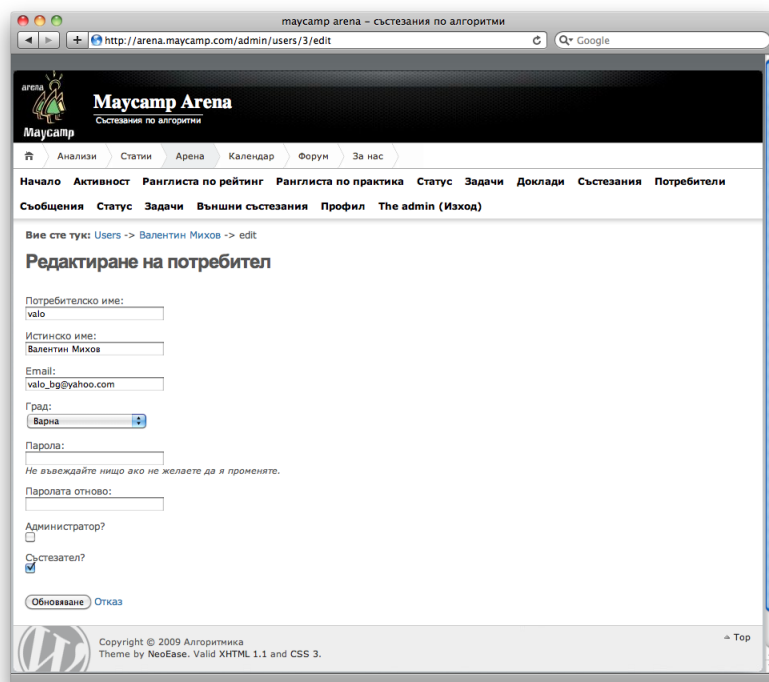 maycamp arena – състезания по алгоритми
http://arena.maycamp.com/admin/users/3/edit
Google
arena
Maycamp
Maycamp Arena
Състезания по алгоритми
Анализи Статии Арена Календар Форум За нас
Начало Активност Ранглиста по рейтинг Ранглиста по практика Статус Задачи Доклади Състезания Потребители
Съобщения Статус Задачи Външни състезания Профил The admin (Изход)
Вие сте тук: Users -> Валентин Михов -> edit
Редактиране на потребител
Потребителско име:
valo
Истинско име:
Валентин Михов
Email:
valo_bg@yahoo.com
Град:
Варна
Парола:
Не въвеждайте нищо ако не желаете да я променяте.
Паролата отново:
Администратор?
Състезател?
Обновяване Отказ
Copyright © 2009 Алгоритмика
Theme by NeoEase. Valid XHTML 1.1 and CSS 3.
Top